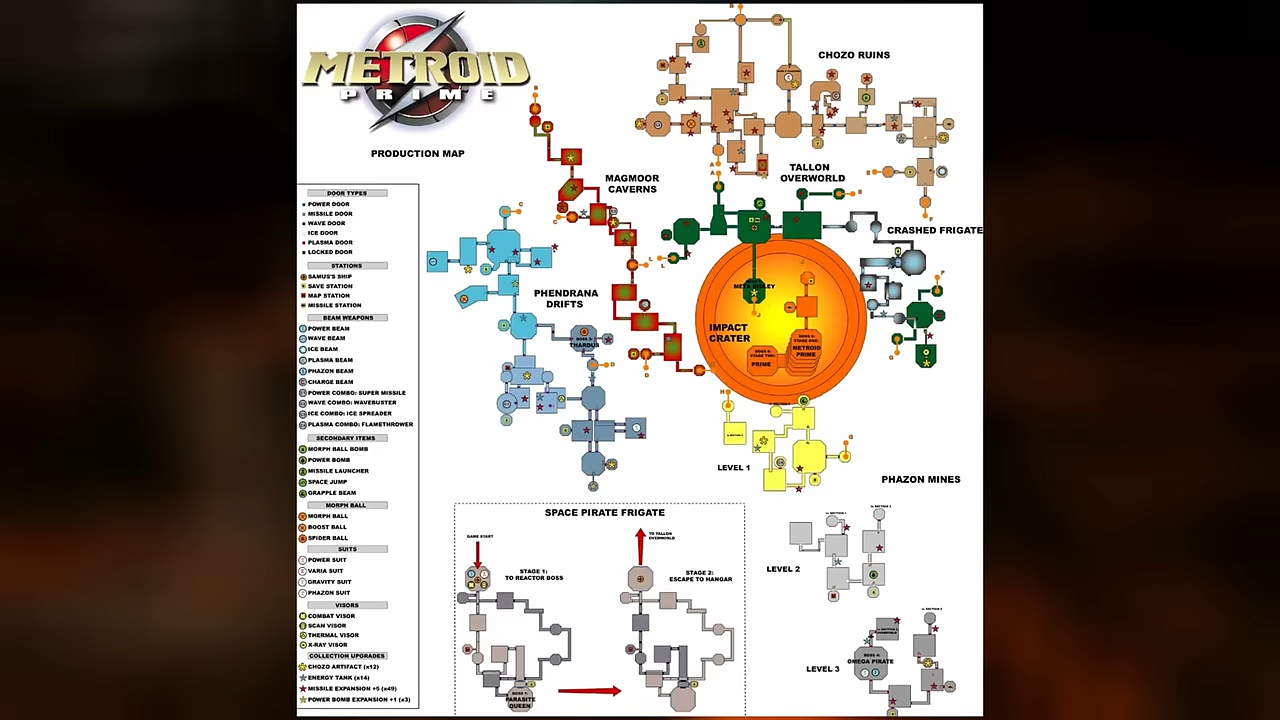 METROID
PRIME
PRODUCTION MAP
DOOR TYPES
POWER DOOR
MISSILE DOOR
WAVE DOOR
ICE DOOR
PLASMA DOOR
LOCKED DOOR
STATIONS
SAMUS'S SHIP
SAVE STATION
MAP STATION
MISSILE STATION
BEAM WEAPONS
POWER BEAM
WAVE BEAM
ICE BEAM
PLASMA BEAM
PHAZON BEAM
CHARGE BEAM
POWER COMBO: SUPER MISSILE
WAVE COMBO: WAVEBUSTER
ICE COMBO: ICE SPREADER
PLASMA COMBO: FLAMETHROWER
SECONDARY ITEMS
MORPH BALL BOMB
POWER BOMB
MISSILE LAUNCHER
SPACE JUMP
GRAPPLE BEAM
MORPH BALL
MORPH BALL
BOOST BALL
SPIDER BALL
SUITS
POWER SUIT
VARIA SUIT
GRAVITY SUIT
PHAZON SUIT
VISORS
COMBAT VISOR
SCAN VISOR
THERMAL VISOR
X-RAY VISOR
COLLECTION UPGRADES
CHOZO ARTIFACT (x12)
ENERGY TANK (x14)
MISSILE EXPANSION +5 (x49)
POWER BOMB EXPANSION +1 (x3)
CHOZO RUINS
MAGMOOR
CAVERNS
TALLON
OVERWORLD
CRASHED FRIGATE
PHENDRANA
DRIFTS
THARDUS
META RIDLEY
IMPACT
CRATER
METROID
PRIME
PRIME
LEVEL 1
PHAZON MINES
LEVEL 2
LEVEL 3
OMEGA PIRATE
SPACE PIRATE FRIGATE
GAME START
STAGE 1:
TO REACTOR BOSS
PARASITE
QUEEN
TO TALLON
OVERWORLD
STAGE 2:
ESCAPE TO HANGAR